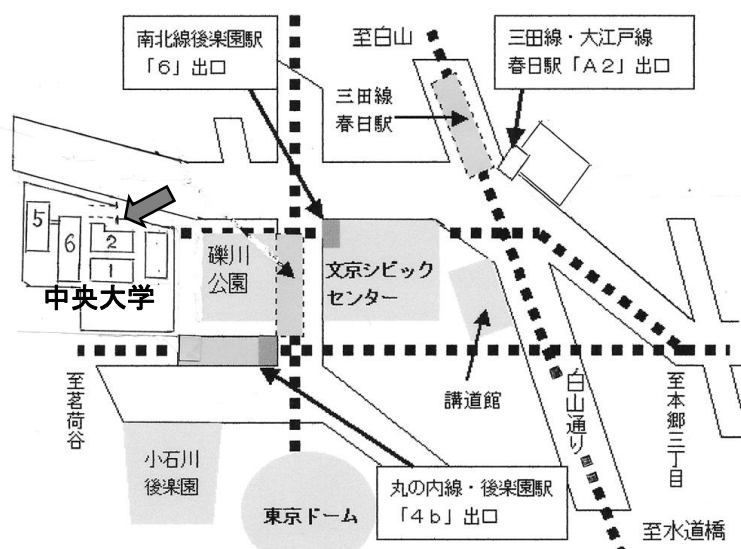 南北線後楽園駅
「6」出口
至白山
三田線・大江戸線
春日駅「A2」出口
三田線
春日駅
5
6
2
1
中央大学
礫川
公園
文京シビック
センター
講道館
至茗荷谷
白山通り
至本郷三丁目
小石川
後楽園
東京ドーム
丸の内線・後楽園駅
「4b」出口
至水道橋